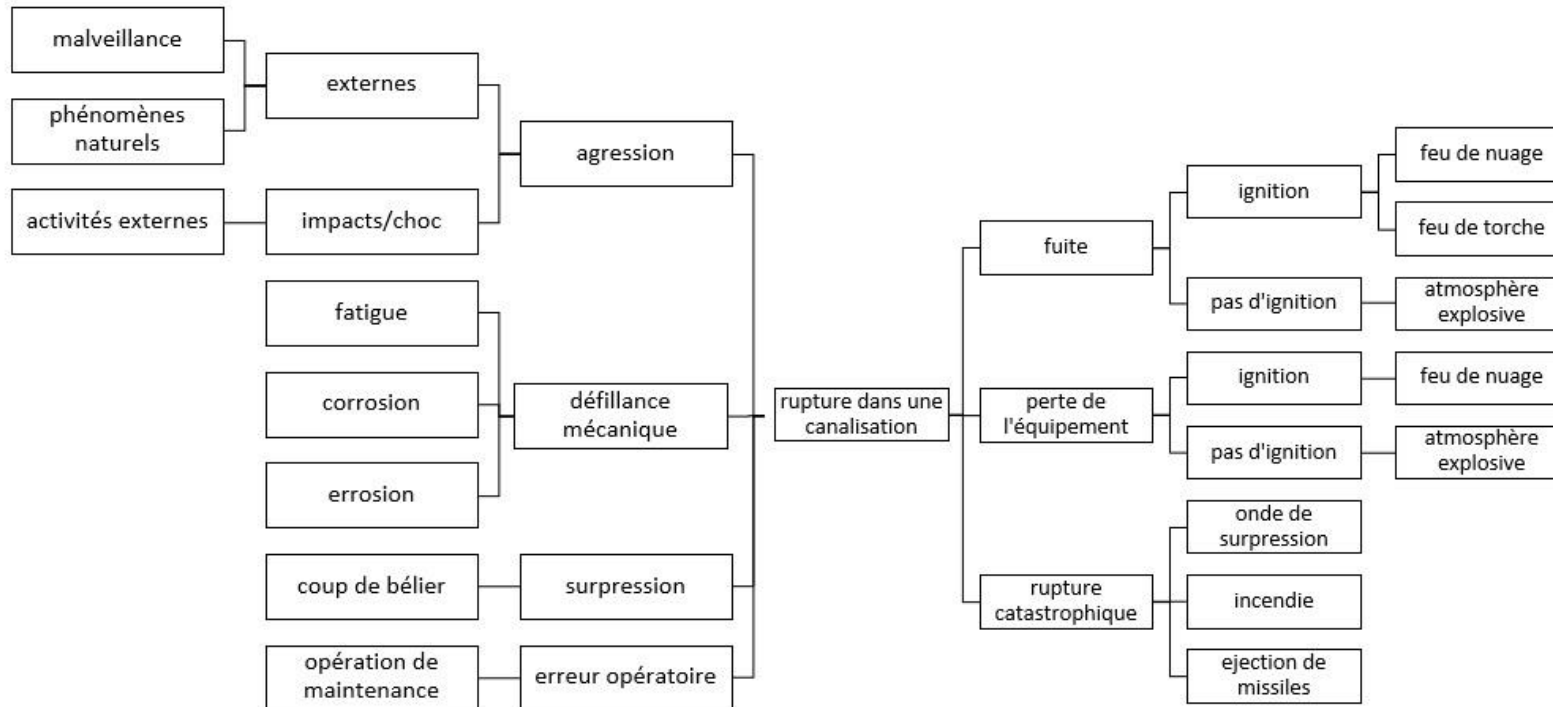 malveillance
externes
phénomènes
naturels
agression
activités externes
impacts/choc
fatigue
corrosion
défillance
mécanique
errosion
coup de bélier
surpression
opération de
maintenance
erreur opératoire
rupture dans une
canalisation
fuite
ignition
feu de nuage
feu de torche
pas d'ignition
atmosphère
explosive
perte de
l'équipement
ignition
feu de nuage
pas d'ignition
atmosphère
explosive
rupture
catastrophique
onde de
surpression
incendie
ejection de
missiles